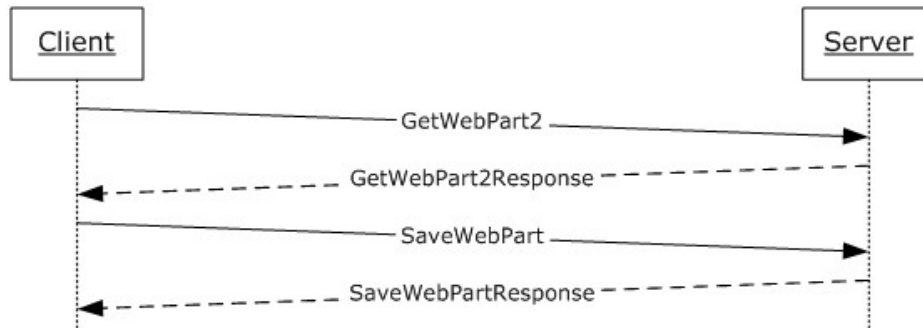 Client
Server
GetWebPart2
GetWebPart2Response
SaveWebPart
SaveWebPartResponse